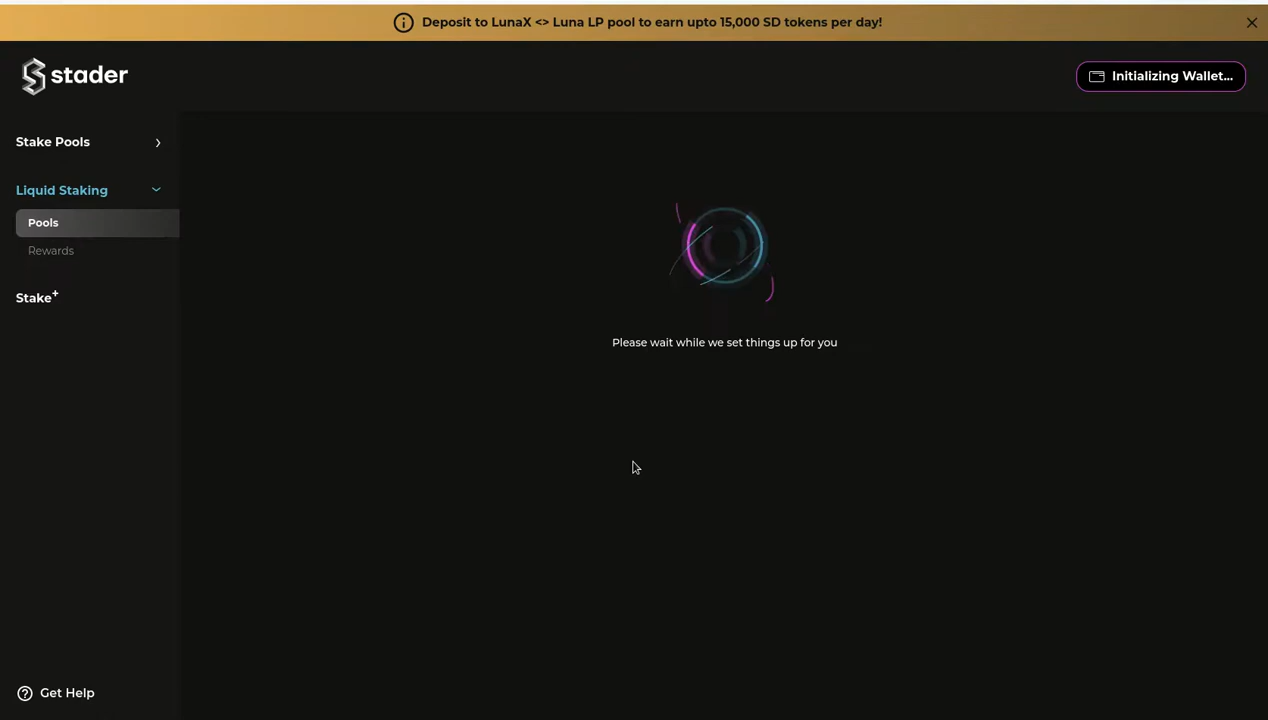 Deposit to LunaX <> Luna LP pool to earn upto 15,000 SD tokens per day!
stader
Initializing Wallet...
Stake Pools
Liquid Staking
Pools
Rewards
Stake+
Please wait while we set things up for you
Get Help